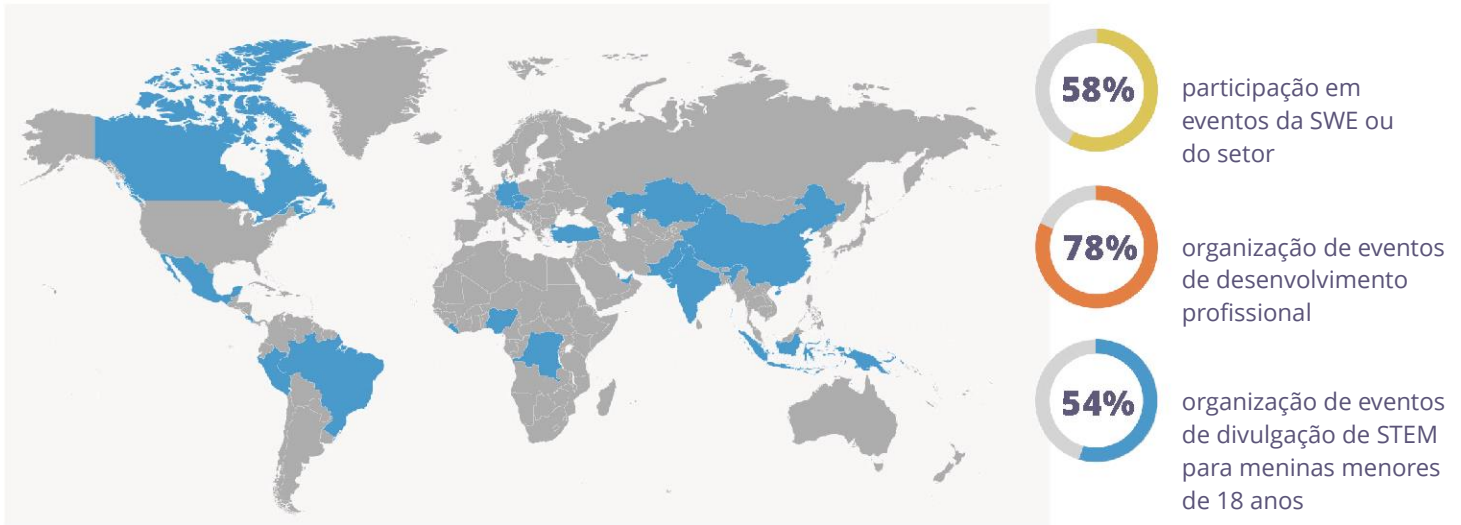 58%
participação em
eventos da SWE ou
do setor
78%
organização de eventos
de desenvolvimento
profissional
54%
organização de eventos
de divulgação de STEM
para meninas menores
de 18 anos